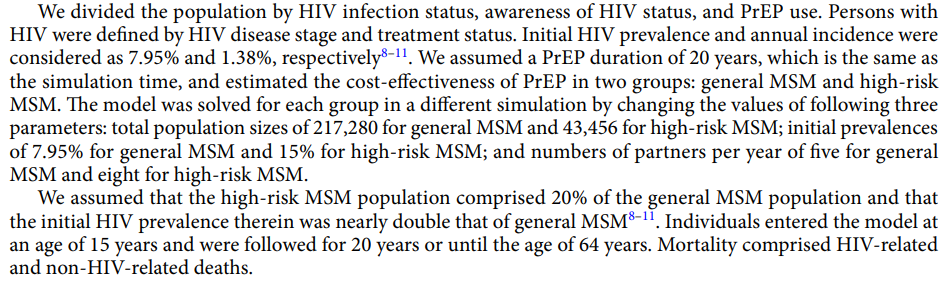 We divided the population by HIV infection status, awareness of HIV status, and PrEP use. Persons with
HIV were defined by HIV disease stage and treatment status. Initial HIV prevalence and annual incidence were
considered as 7.95% and 1.38%, respectively8–11. We assumed a PrEP duration of 20 years, which is the same as
the simulation time, and estimated the cost-effectiveness of PrEP in two groups: general MSM and high-risk
MSM. The model was solved for each group in a different simulation by changing the values of following three
parameters: total population sizes of 217,280 for general MSM and 43,456 for high-risk MSM; initial prevalences
of 7.95% for general MSM and 15% for high-risk MSM; and numbers of partners per year of five for general
MSM and eight for high-risk MSM.
We assumed that the high-risk MSM population comprised 20% of the general MSM population and that
the initial HIV prevalence therein was nearly double that of general MSM8–11. Individuals entered the model at
an age of 15 years and were followed for 20 years or until the age of 64 years. Mortality comprised HIV-related
and non-HIV-related deaths.